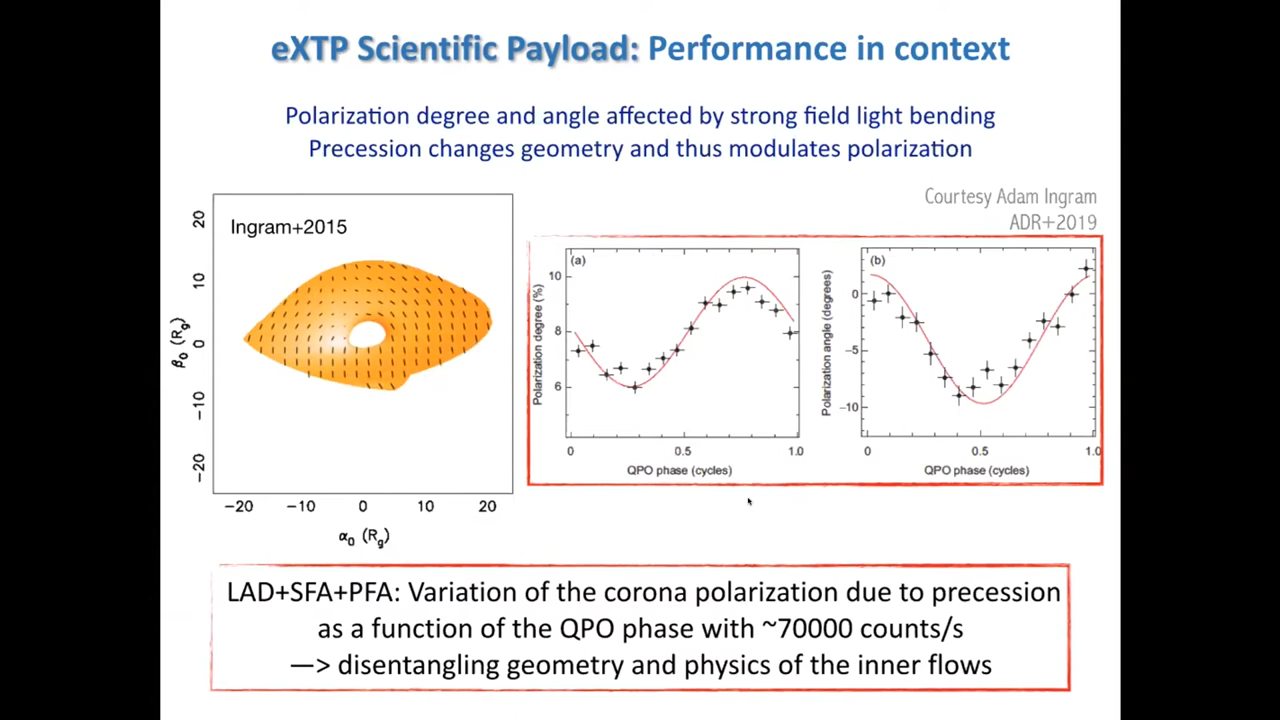 eXTP Scientific Payload: Performance in context
Polarization degree and angle affected by strong field light bending
Precession changes geometry and thus modulates polarization
Courtesy Adam Ingram
ADR+2019
Ingram+2015
20
10
0
−10
−20
β₀ (R_g)
−20 −10 0 10 20
α₀ (R_g)
(a)
10
8
6
Polarization degree (%)
0 0.5 1.0
QPO phase (cycles)
(b)
0
−5
−10
Polarization angle (degrees)
0 0.5 1.0
QPO phase (cycles)
LAD+SFA+PFA: Variation of the corona polarization due to precession
as a function of the QPO phase with ~70000 counts/s
—> disentangling geometry and physics of the inner flows